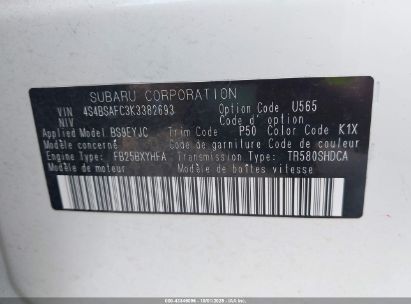 SUBARU CORPORATION
VIN 4S4BSAFC3K3382693 Option Code U565
NIV Code d'option
Applied Model BS9EYJC Trim Code P50 Color Code K1X
Modèle concerné Code de garniture Code de couleur
Engine Type FB25BXYHFA Transmission Type TR580SHDCA
Modèle de moteur Modèle de boîtes vitesse